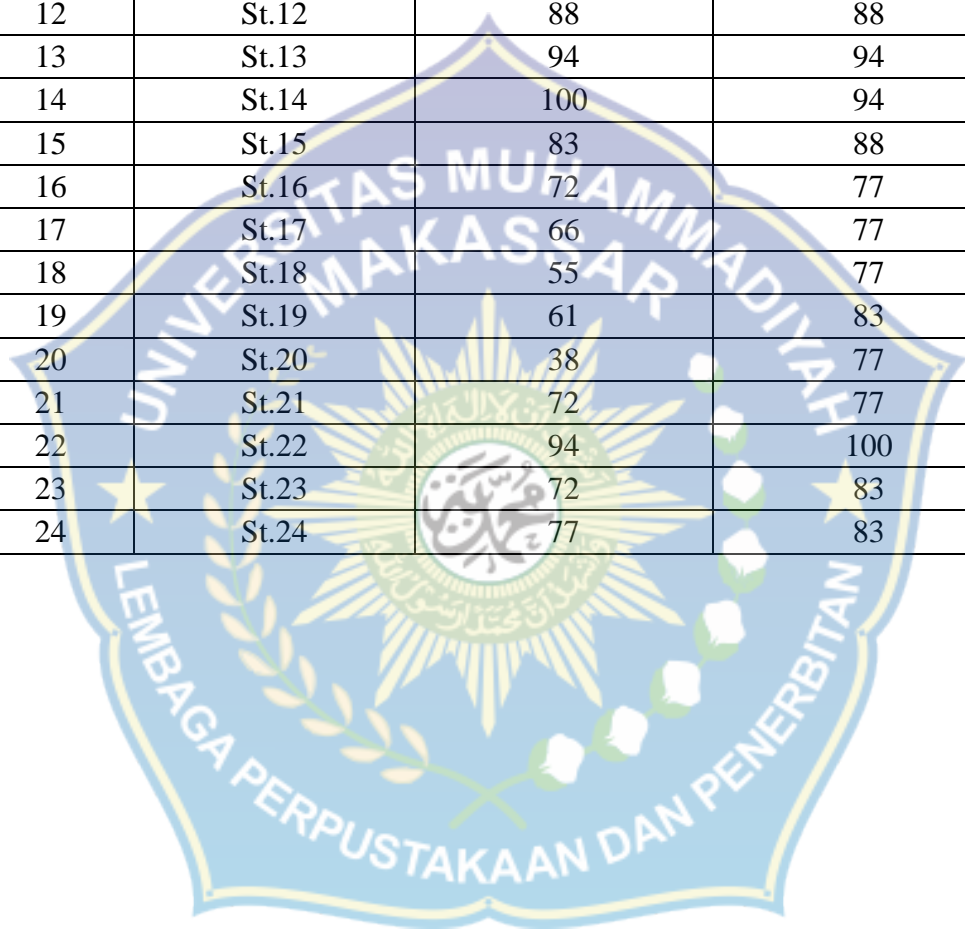 12 St.12 88 88
13 St.13 94 94
14 St.14 100 94
15 St.15 83 88
16 St.16 72 77
17 St.17 66 77
18 St.18 55 77
19 St.19 61 83
20 St.20 38 77
21 St.21 72 77
22 St.22 94 100
23 St.23 72 83
24 St.24 77 83
UNIVERSITAS MUHAMMADIYAH
MAKASSAR
LEMBAGA PERPUSTAKAAN DAN PENERBITAN